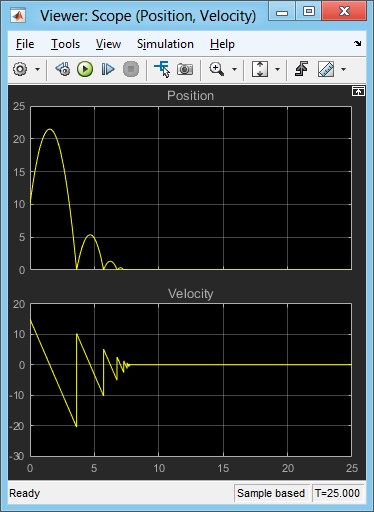 Viewer: Scope (Position, Velocity)
File Tools View Simulation Help
Position
25
20
15
10
5
0
Velocity
20
10
0
-10
-20
-30
0 5 10 15 20 25
Ready Sample based T=25.000